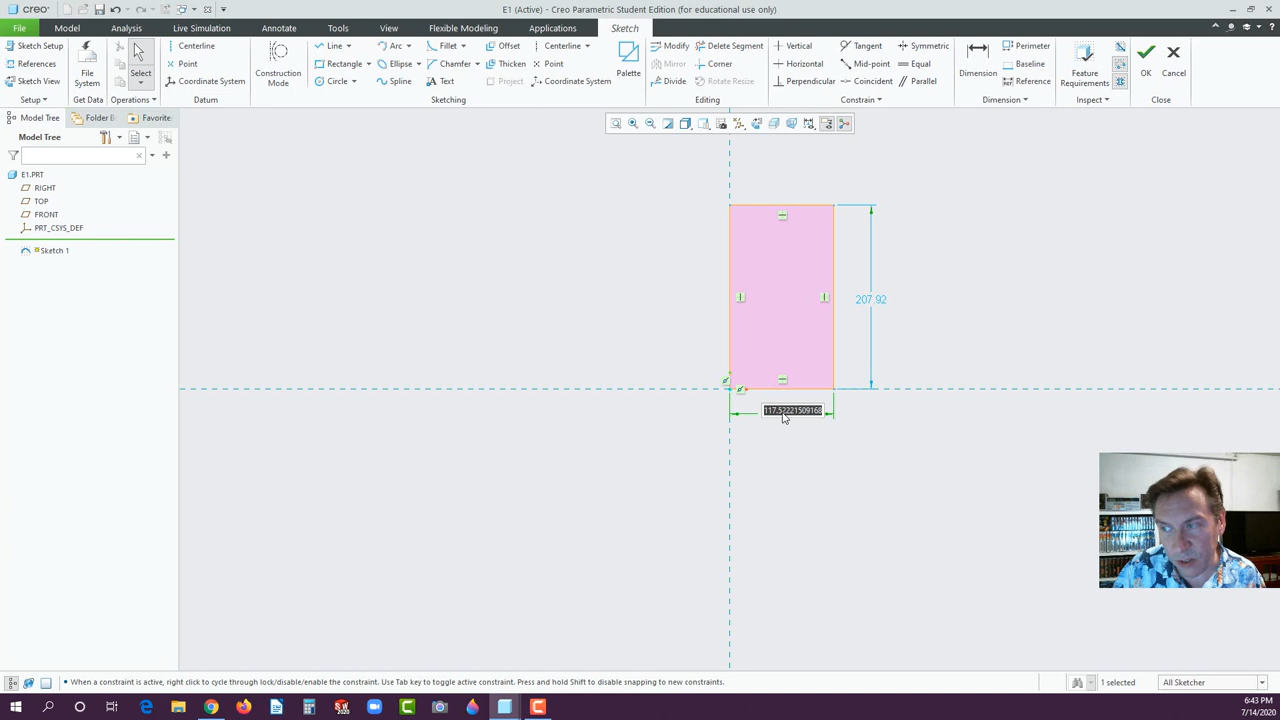 creo
E1 (Active) - Creo Parametric Student Edition (for educational use only)
File Model Analysis Live Simulation Annotate Tools View Flexible Modeling Applications Sketch
Sketch Setup
References
Sketch View
Setup
File System
Get Data
Select
Operations
Centerline
Point
Coordinate System
Datum
Construction Mode
Line Arc Fillet Offset Centerline
Rectangle Ellipse Chamfer Project Point
Circle Spline Text Coordinate System
Palette
Sketching
Modify Delete Segment
Mirror Corner
Divide Rotate Resize
Editing
Vertical Tangent Symmetric
Horizontal Mid-point Equal
Perpendicular Coincident Parallel
Constrain
Dimension
Perimeter
Baseline
Reference
Dimension
Feature Requirements
Inspect
OK
Cancel
Close
Model Tree Folder B Favorite
Model Tree
E1.PRT
RIGHT
TOP
FRONT
PRT_CSYS_DEF
Sketch 1
207.92
117.52221509168
When a constraint is active, right click to cycle through lock/disable/enable the constraint. Use Tab key to toggle active constraint. Press and hold Shift to disable snapping to new constraints.
1 selected
All Sketcher
6:43 PM
7/14/2020